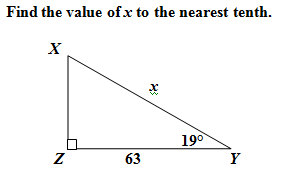 Find the value of x to the nearest tenth.
X
x
19°
Z 63 Y